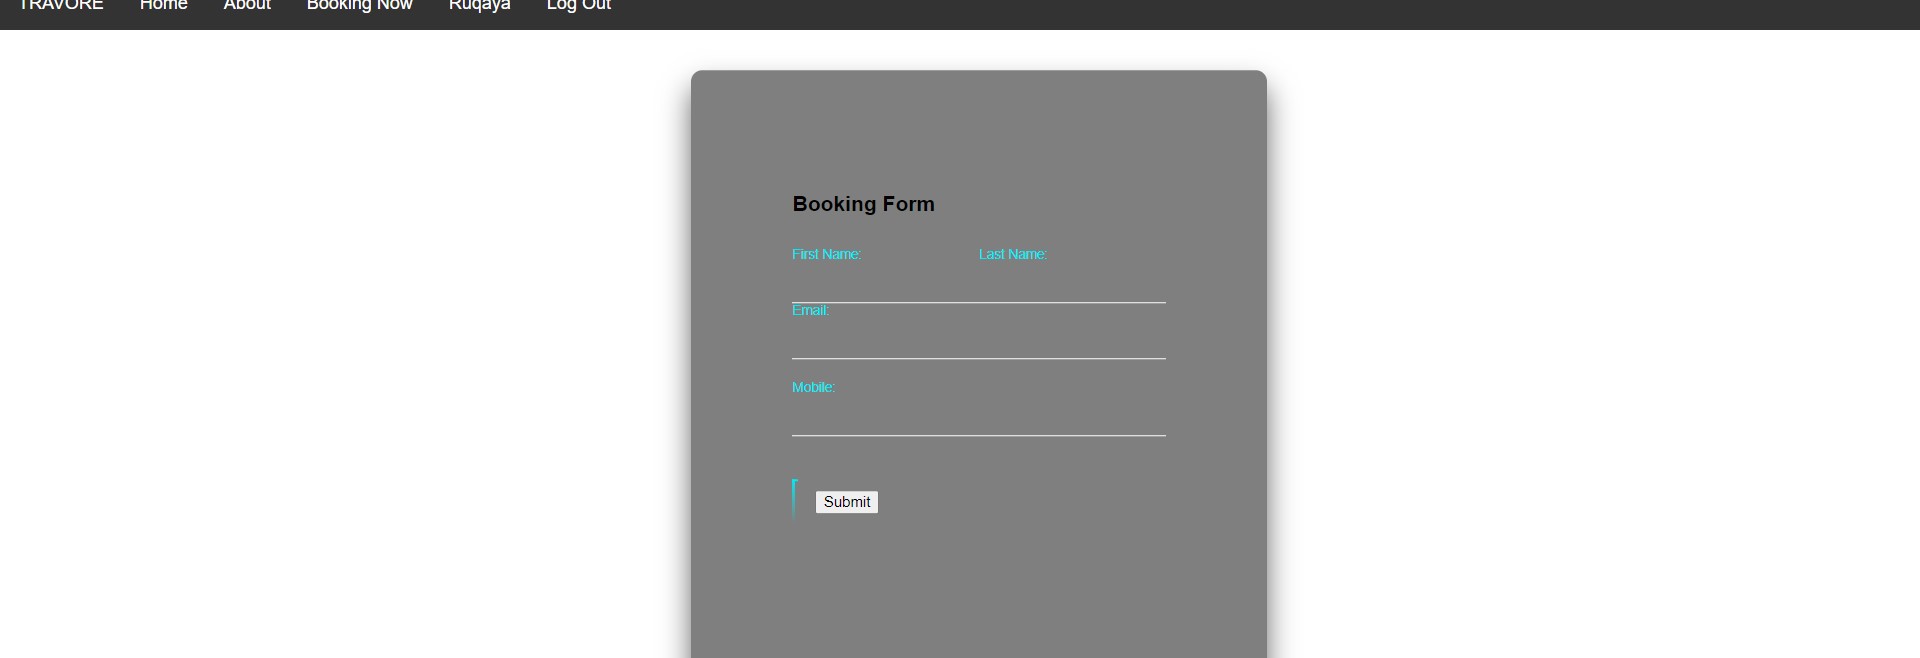 TRAVORE Home About Booking Now Ruqaya Log Out
Booking Form
First Name: Last Name:
Email:
Mobile:
Submit